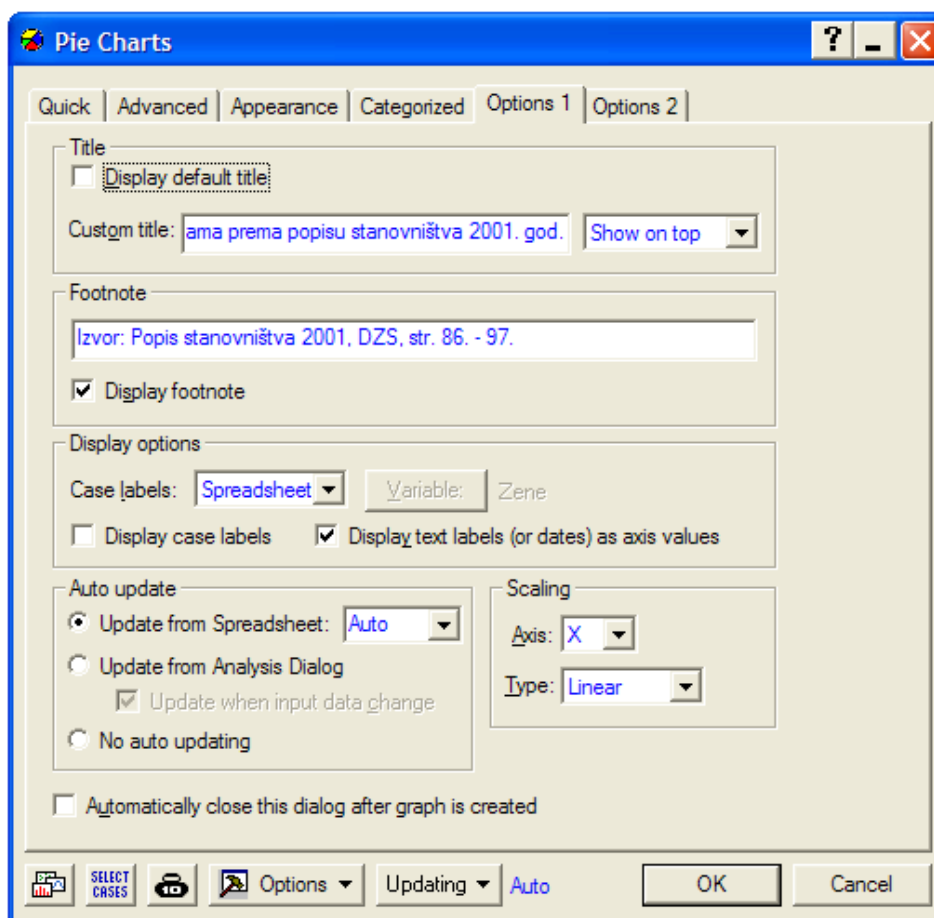 Pie Charts
Quick Advanced Appearance Categorized Options 1 Options 2
Title
Display default title
Custom title: ama prema popisu stanovništva 2001. god. Show on top
Footnote
Izvor: Popis stanovništva 2001, DZS, str. 86. - 97.
Display footnote
Display options
Case labels: Spreadsheet Variable: Zene
Display case labels Display text labels (or dates) as axis values
Auto update Scaling
Update from Spreadsheet: Auto Axis: X
Update from Analysis Dialog
Type: Linear
Update when input data change
No auto updating
Automatically close this dialog after graph is created
SELECT
CASES Options Updating Auto OK Cancel